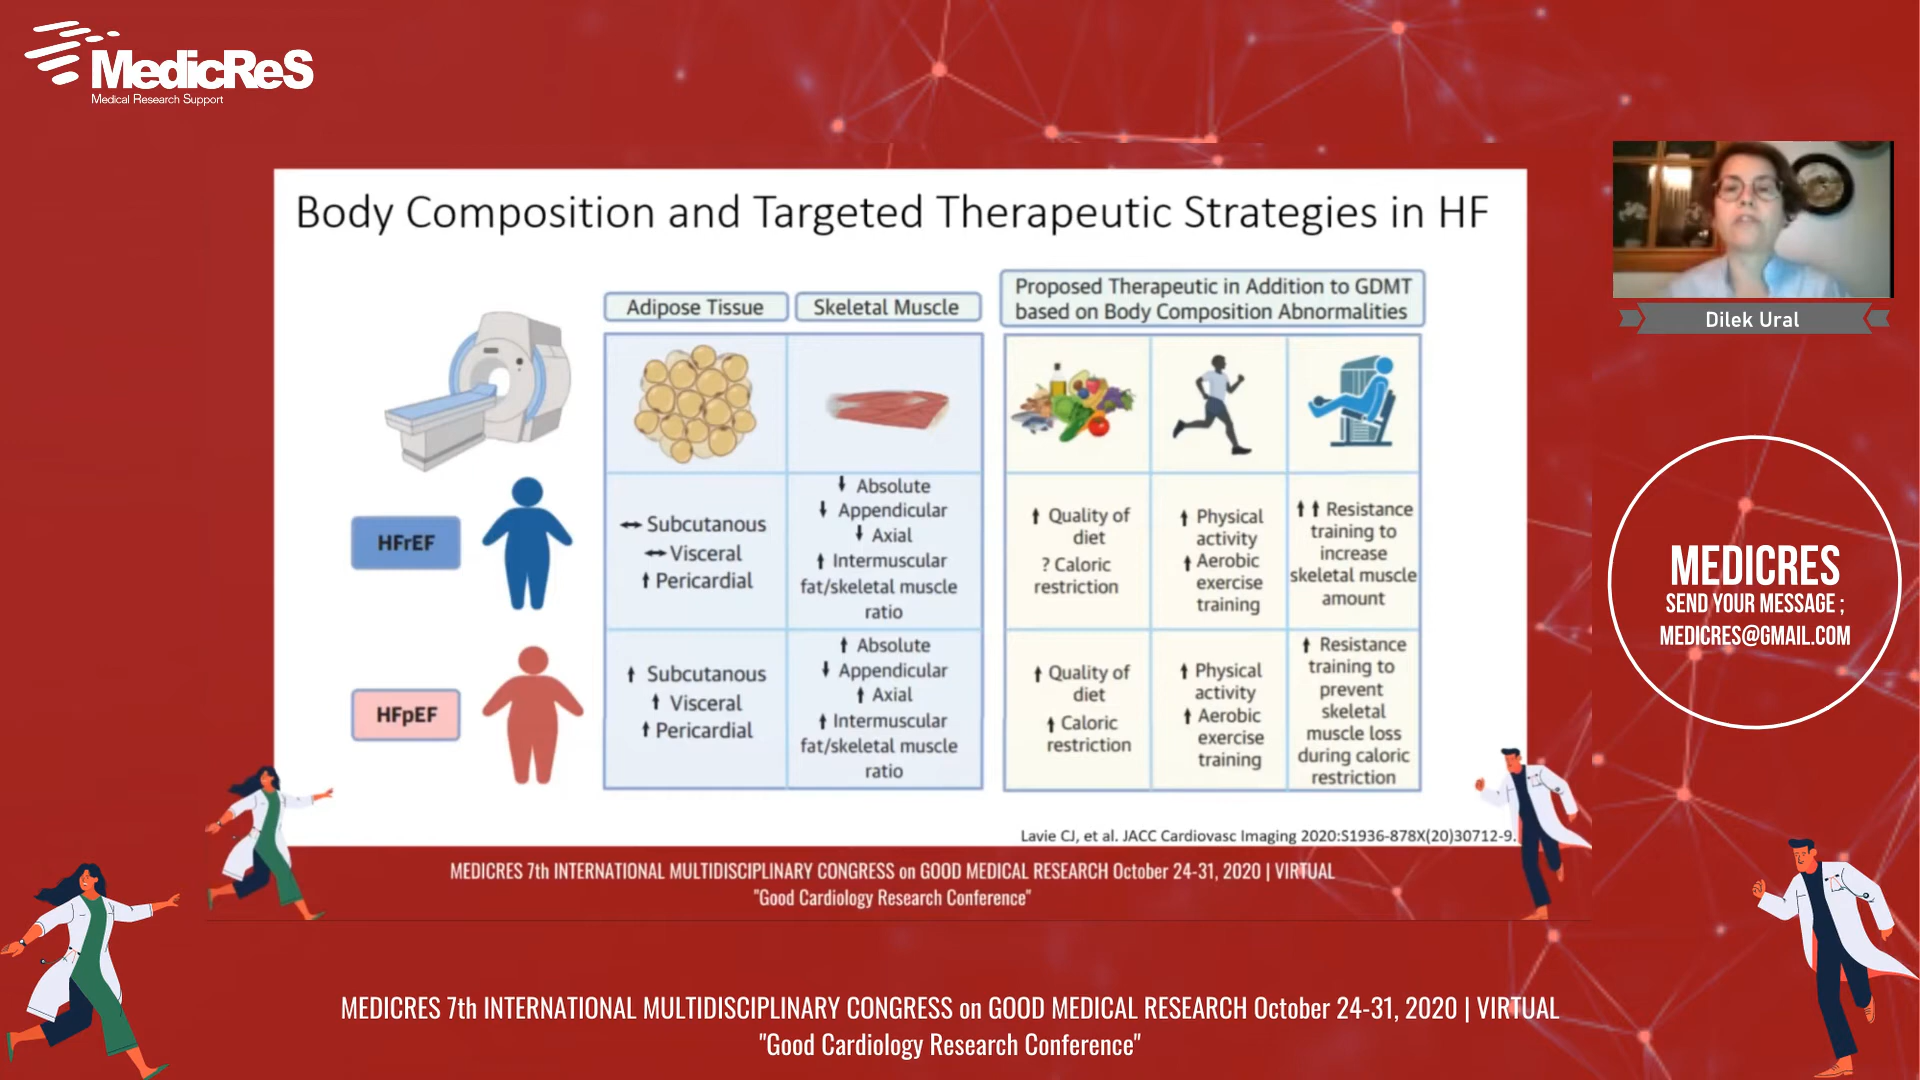 MedicReS
Medical Research Support
Body Composition and Targeted Therapeutic Strategies in HF
Adipose Tissue
Skeletal Muscle
Proposed Therapeutic in Addition to GDMT
based on Body Composition Abnormalities
HFrEF
↔ Subcutanous
↔ Visceral
↑ Pericardial
↓ Absolute
↓ Appendicular
↓ Axial
↑ Intermuscular
fat/skeletal muscle
ratio
↑ Quality of
diet
? Caloric
restriction
↑ Physical
activity
↑ Aerobic
exercise
training
↑↑ Resistance
training to
increase
skeletal muscle
amount
HFpEF
↑ Subcutanous
↑ Visceral
↑ Pericardial
↑ Absolute
↓ Appendicular
↑ Axial
↑ Intermuscular
fat/skeletal muscle
ratio
↑ Quality of
diet
↑ Caloric
restriction
↑ Physical
activity
↑ Aerobic
exercise
training
↑ Resistance
training to
prevent
skeletal
muscle loss
during caloric
restriction
Lavie CJ, et al. JACC Cardiovasc Imaging 2020:S1936-878X(20)30712-9.
MEDICRES 7th INTERNATIONAL MULTIDISCIPLINARY CONGRESS on GOOD MEDICAL RESEARCH October 24-31, 2020 | VIRTUAL
"Good Cardiology Research Conference"
Dilek Ural
MEDICRES
SEND YOUR MESSAGE ;
MEDICRES@GMAIL.COM
MEDICRES 7th INTERNATIONAL MULTIDISCIPLINARY CONGRESS on GOOD MEDICAL RESEARCH October 24-31, 2020 | VIRTUAL
"Good Cardiology Research Conference"